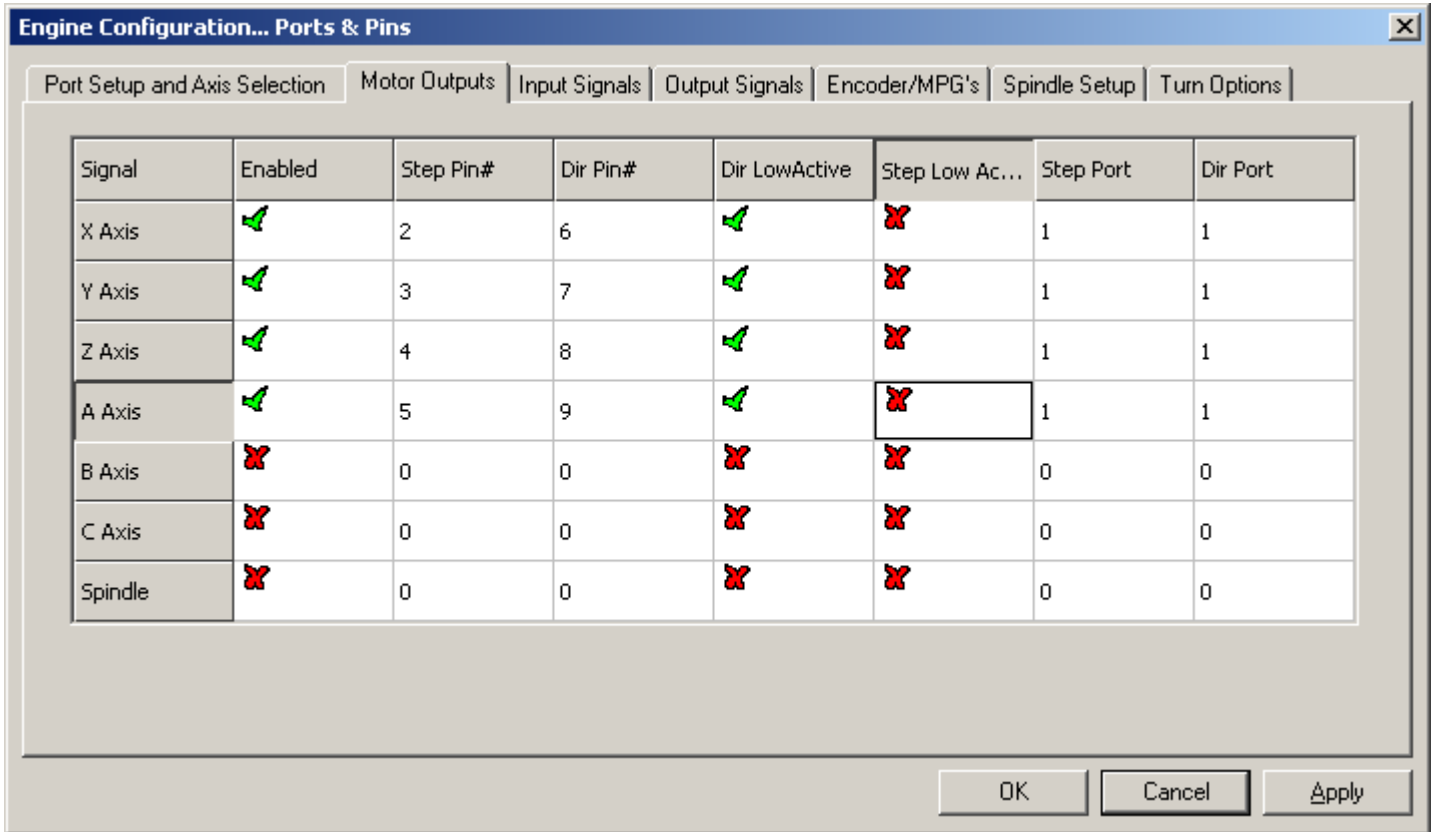 Engine Configuration... Ports & Pins
Port Setup and Axis Selection Motor Outputs Input Signals Output Signals Encoder/MPG's Spindle Setup Turn Options
Signal Enabled Step Pin# Dir Pin# Dir LowActive Step Low Ac... Step Port Dir Port
X Axis 2 6 1 1
Y Axis 3 7 1 1
Z Axis 4 8 1 1
A Axis 5 9 1 1
B Axis 0 0 0 0
C Axis 0 0 0 0
Spindle 0 0 0 0
OK Cancel Apply